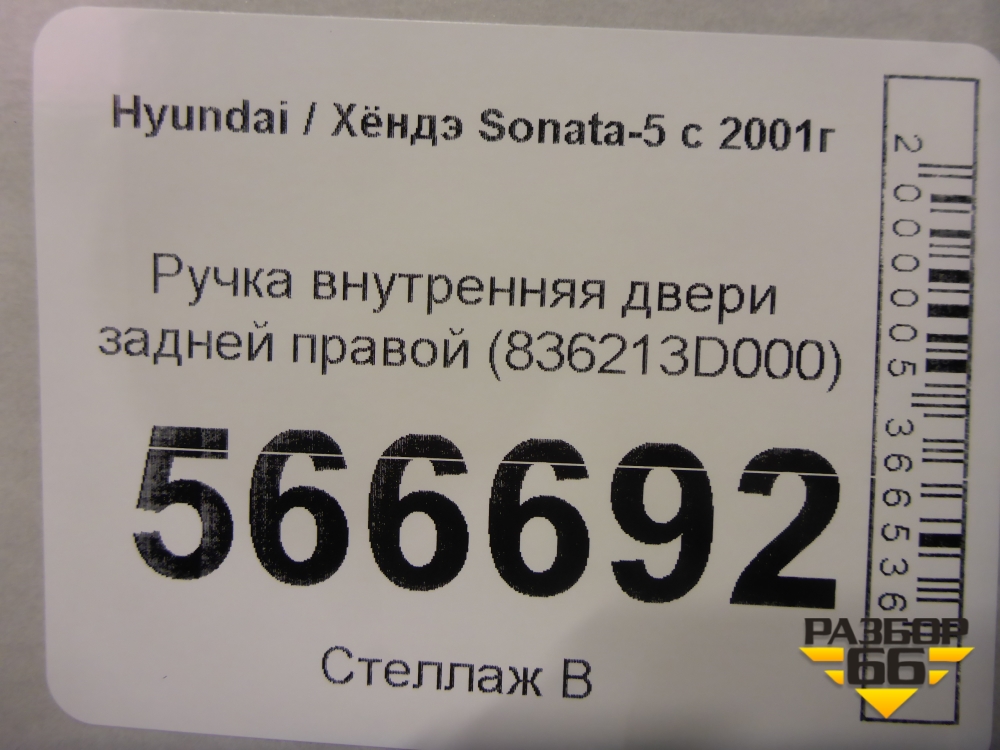 Hyundai / Хёндэ Sonata-5 с 2001г
Ручка внутренняя двери
задней правой (836213D000)
566692
Стеллаж В
2000005366536
РАЗБОР
66